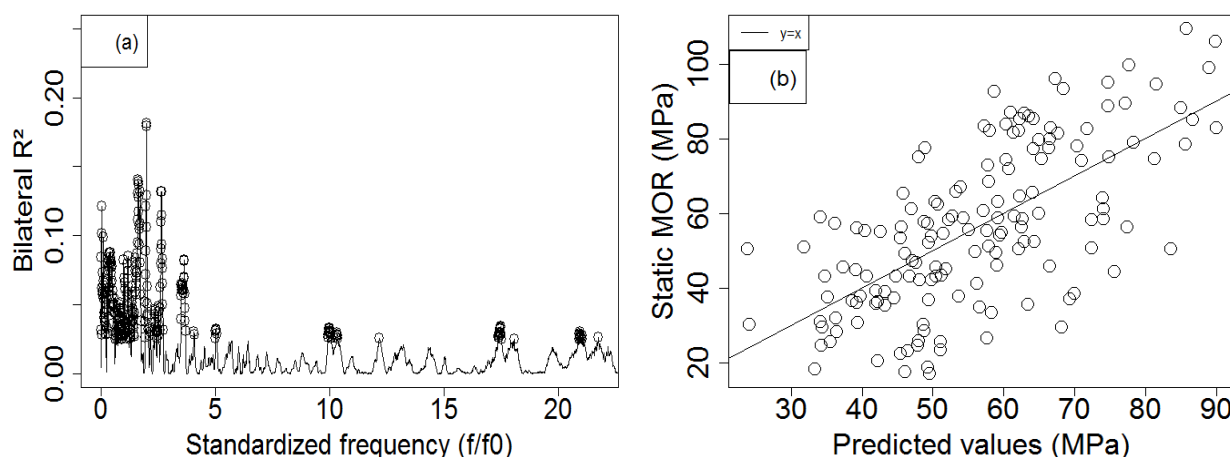 (a)
Bilateral R²
0.00 0.10 0.20
0 5 10 15 20
Standardized frequency (f/f0)
y=x
(b)
Static MOR (MPa)
20 40 60 80 100
30 40 50 60 70 80 90
Predicted values (MPa)